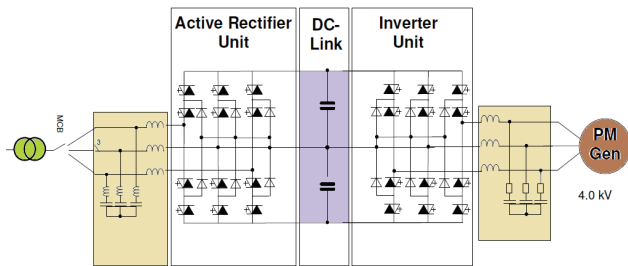 Active Rectifier
Unit
DC-
Link
Inverter
Unit
MCB
PM
Gen
4.0 kV